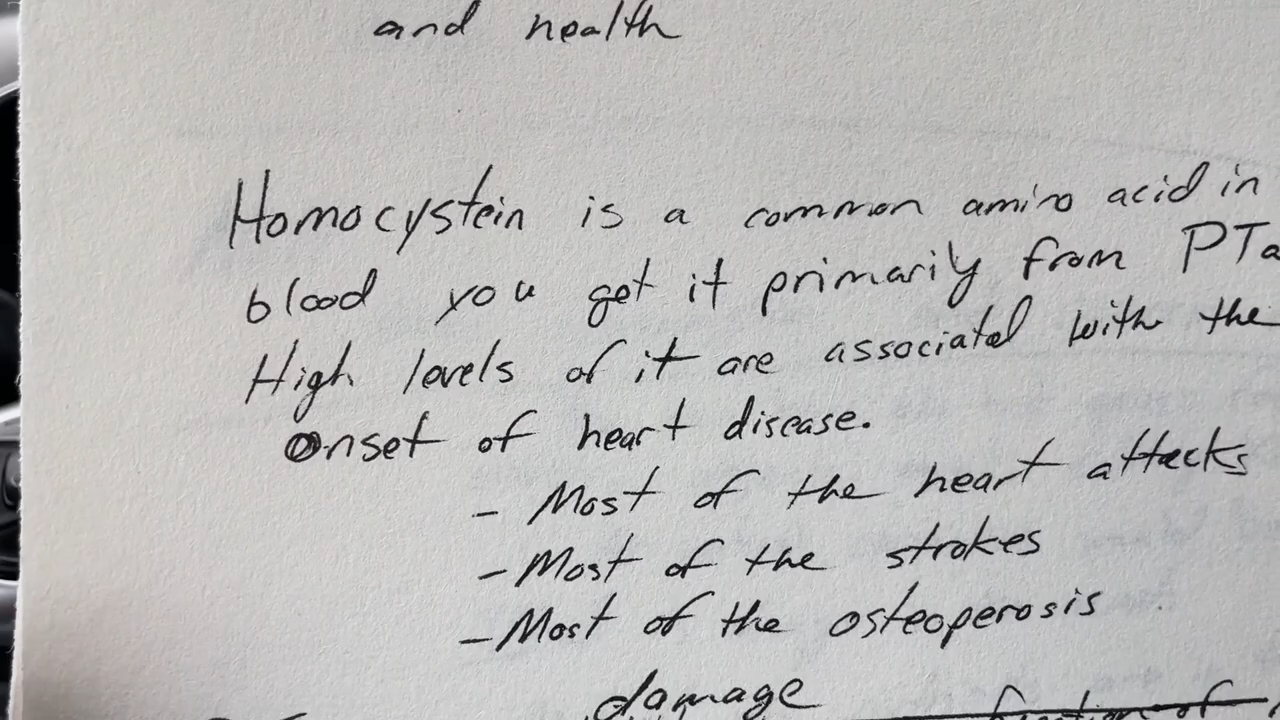 and health
Homocystein is a common amino acid in
blood you get it primarily from
High levels of it are associated with the
onset of heart disease.
- Most of the heart attacks
- Most of the strokes
- Most of the osteoperosis
damage